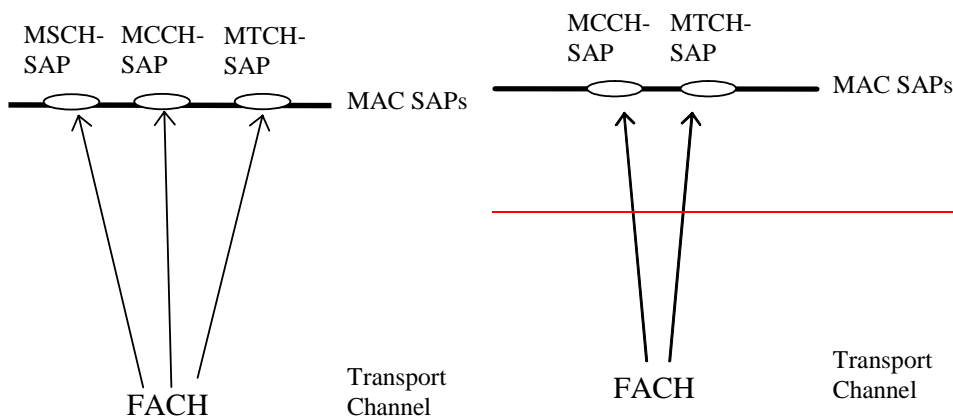 MSCH-
SAP
MCCH-
SAP
MTCH-
SAP
MAC SAPs
FACH
Transport
Channel
MCCH-
SAP
MTCH-
SAP
MAC SAPs
FACH
Transport
Channel